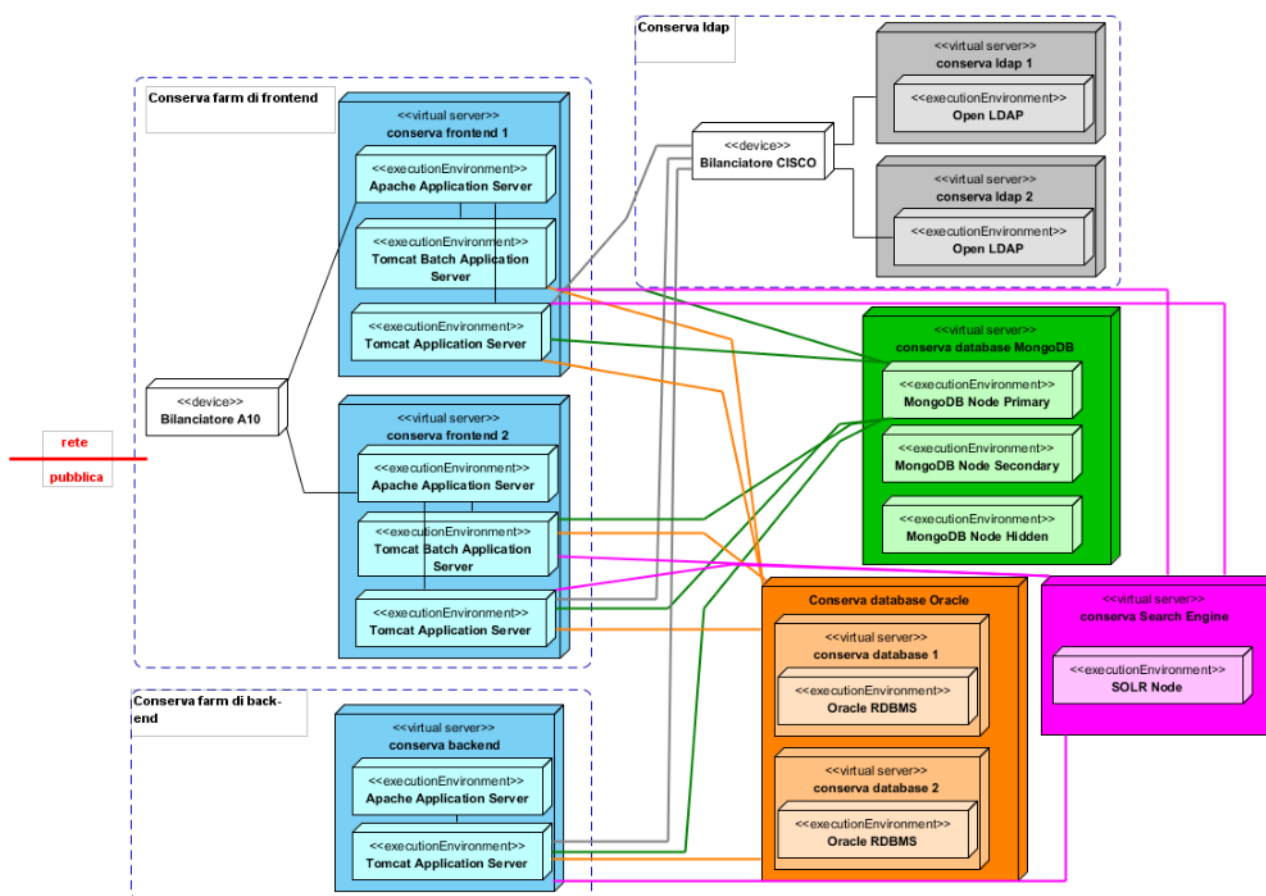 Conserva ldap
<<virtual server>>
conserva ldap 1
<<executionEnvironment>>
Open LDAP
<<device>>
Bilanciatore CISCO
<<virtual server>>
conserva ldap 2
<<executionEnvironment>>
Open LDAP
Conserva farm di frontend
<<virtual server>>
conserva frontend 1
<<executionEnvironment>>
Apache Application Server
<<executionEnvironment>>
Tomcat Batch Application
Server
<<executionEnvironment>>
Tomcat Application Server
<<device>>
Bilanciatore A10
rete
pubblica
<<virtual server>>
conserva frontend 2
<<executionEnvironment>>
Apache Application Server
<<executionEnvironment>>
Tomcat Batch Application
Server
<<executionEnvironment>>
Tomcat Application Server
<<virtual server>>
conserva database MongoDB
<<executionEnvironment>>
MongoDB Node Primary
<<executionEnvironment>>
MongoDB Node Secondary
<<executionEnvironment>>
MongoDB Node Hidden
Conserva database Oracle
<<virtual server>>
conserva database 1
<<executionEnvironment>>
Oracle RDBMS
<<virtual server>>
conserva database 2
<<executionEnvironment>>
Oracle RDBMS
<<virtual server>>
conserva Search Engine
<<executionEnvironment>>
SOLR Node
Conserva farm di back-
end
<<virtual server>>
conserva backend
<<executionEnvironment>>
Apache Application Server
<<executionEnvironment>>
Tomcat Application Server